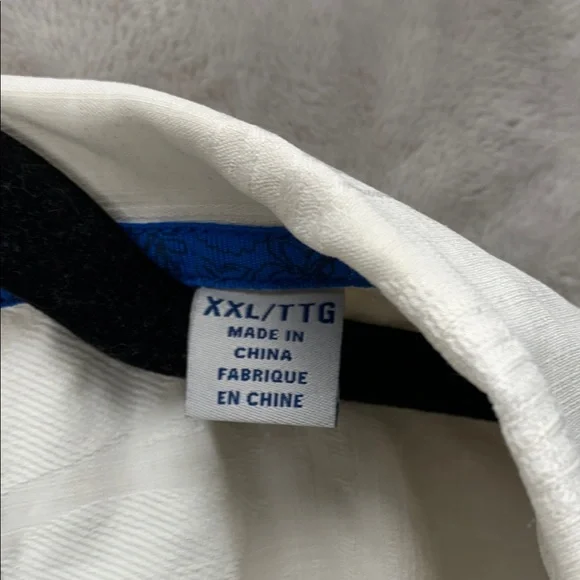 XXL/TTG
MADE IN
CHINA
FABRIQUE
EN CHINE